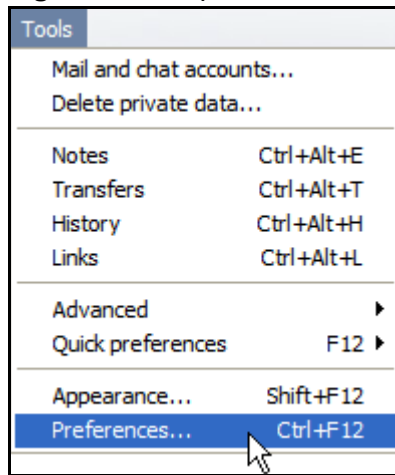 Tools
Mail and chat accounts...
Delete private data...
Notes Ctrl+Alt+E
Transfers Ctrl+Alt+T
History Ctrl+Alt+H
Links Ctrl+Alt+L
Advanced
Quick preferences F12
Appearance... Shift+F12
Preferences... Ctrl+F12